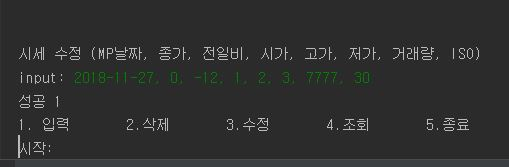 시세 수정 (MP날짜, 종가, 전일비, 시가, 고가, 저가, 거래량, ISO)
input: 2018-11-27, 0, -12, 1, 2, 3, 7777, 30
성공 1
1. 입력 2.삭제 3.수정 4.조회 5.종료
시작: